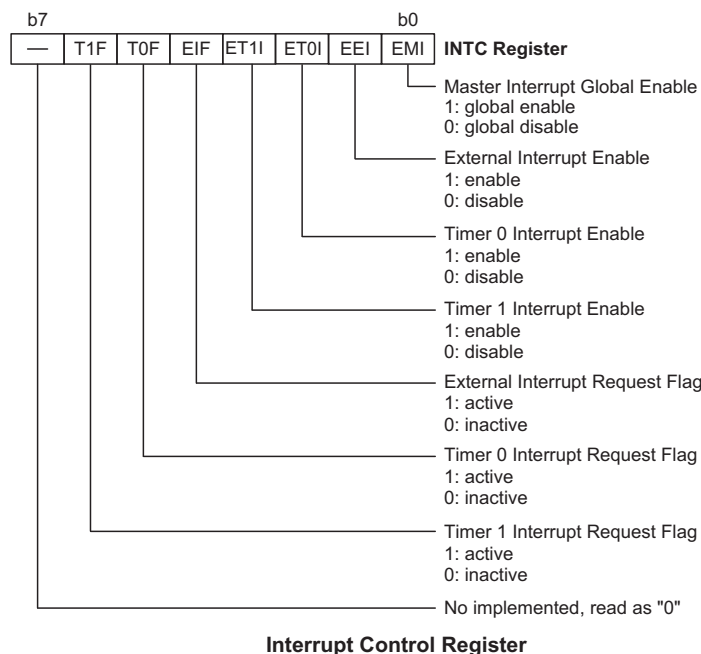 b7 b0
— T1F T0F EIF ET1I ET0I EEI EMI INTC Register
Master Interrupt Global Enable
1: global enable
0: global disable
External Interrupt Enable
1: enable
0: disable
Timer 0 Interrupt Enable
1: enable
0: disable
Timer 1 Interrupt Enable
1: enable
0: disable
External Interrupt Request Flag
1: active
0: inactive
Timer 0 Interrupt Request Flag
1: active
0: inactive
Timer 1 Interrupt Request Flag
1: active
0: inactive
No implemented, read as "0"
Interrupt Control Register